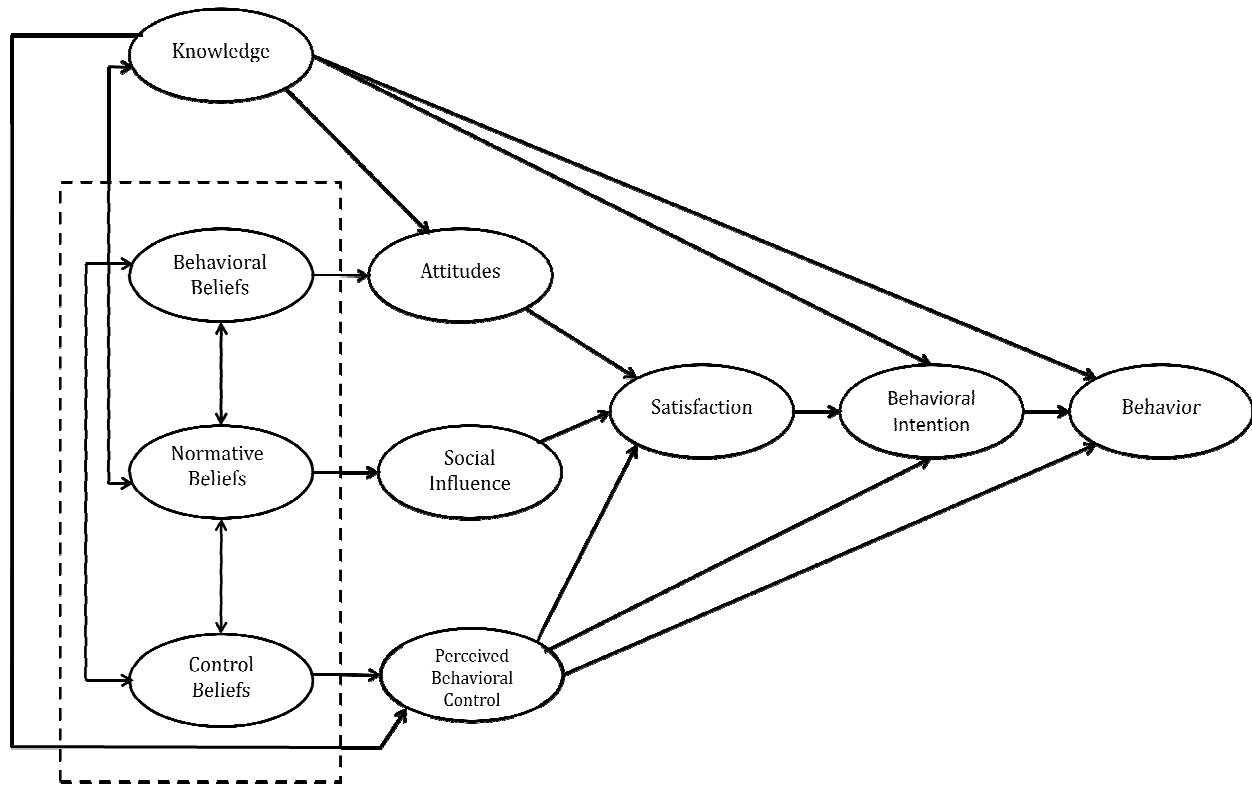 Knowledge
Behavioral
Beliefs
Attitudes
Satisfaction
Behavioral
Intention
Behavior
Normative
Beliefs
Social
Influence
Control
Beliefs
Perceived
Behavioral
Control